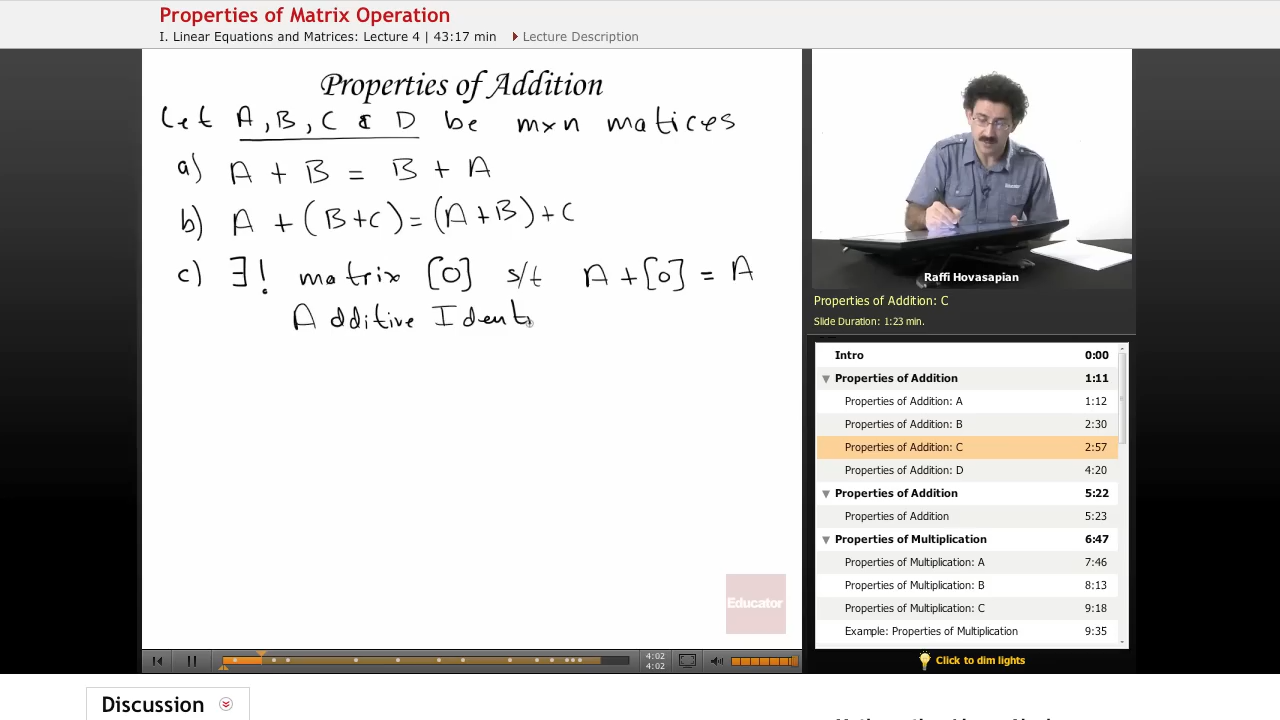 Properties of Matrix Operation
I. Linear Equations and Matrices: Lecture 4 | 43:17 min Lecture Description
Properties of Addition
Let A, B, C & D be mxn matices
a) A + B = B + A
b) A + (B+C) = (A+B) + C
c) ∃! matrix [0] s/t A + [0] = A
Additive Ident
Educator
4:02
4:02
Raffi Hovasapian
Properties of Addition: C
Slide Duration: 1:23 min.
Intro 0:00
Properties of Addition 1:11
Properties of Addition: A 1:12
Properties of Addition: B 2:30
Properties of Addition: C 2:57
Properties of Addition: D 4:20
Properties of Addition 5:22
Properties of Addition 5:23
Properties of Multiplication 6:47
Properties of Multiplication: A 7:46
Properties of Multiplication: B 8:13
Properties of Multiplication: C 9:18
Example: Properties of Multiplication 9:35
Click to dim lights
Discussion